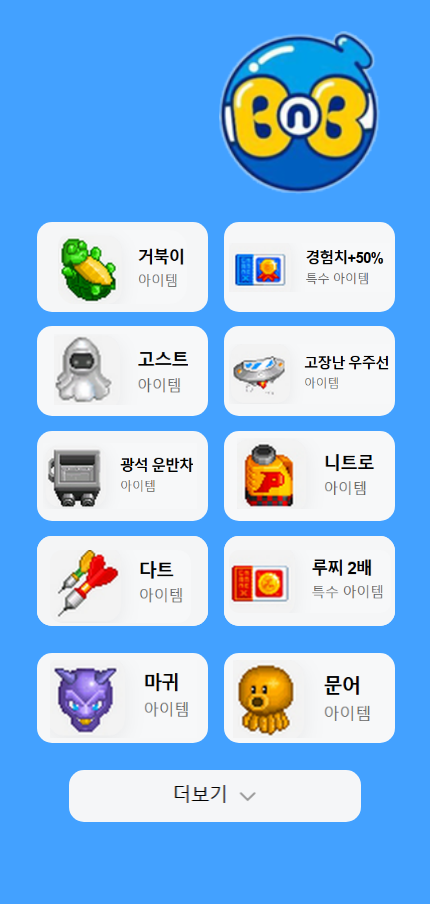 BnB
거북이
아이템
경험치+50%
특수 아이템
고스트
아이템
고장난 우주선
아이템
광석 운반차
아이템
니트로
아이템
다트
아이템
루찌 2배
특수 아이템
마귀
아이템
문어
아이템
더보기